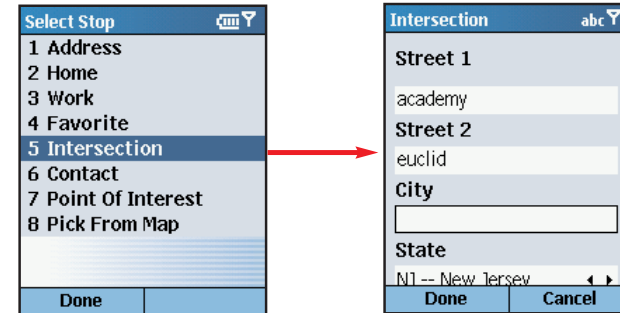 Select Stop
1 Address
2 Home
3 Work
4 Favorite
5 Intersection
6 Contact
7 Point Of Interest
8 Pick From Map
Done
Intersection abc
Street 1
academy
Street 2
euclid
City
State
NJ -- New Jersey
Done Cancel